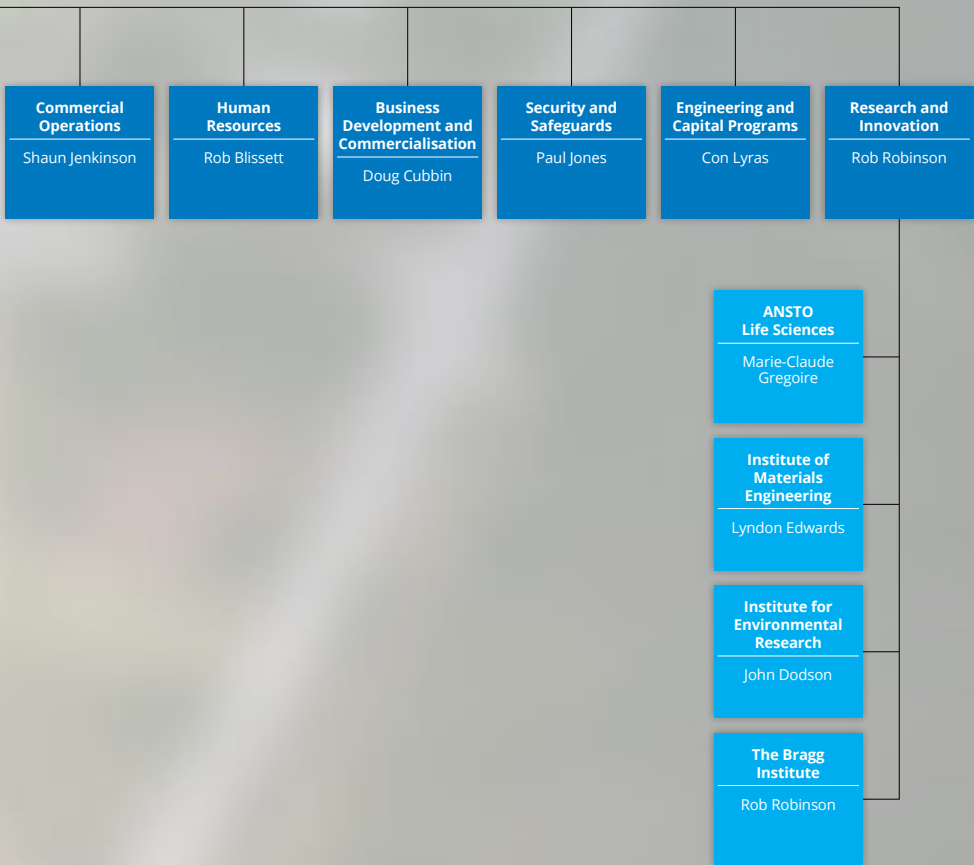 Commercial
Operations
Shaun Jenkinson
Human
Resources
Rob Blissett
Business
Development and
Commercialisation
Doug Cubbin
Security and
Safeguards
Paul Jones
Engineering and
Capital Programs
Con Lyras
Research and
Innovation
Rob Robinson
ANSTO
Life Sciences
Marie-Claude
Gregoire
Institute of
Materials
Engineering
Lyndon Edwards
Institute for
Environmental
Research
John Dodson
The Bragg
Institute
Rob Robinson